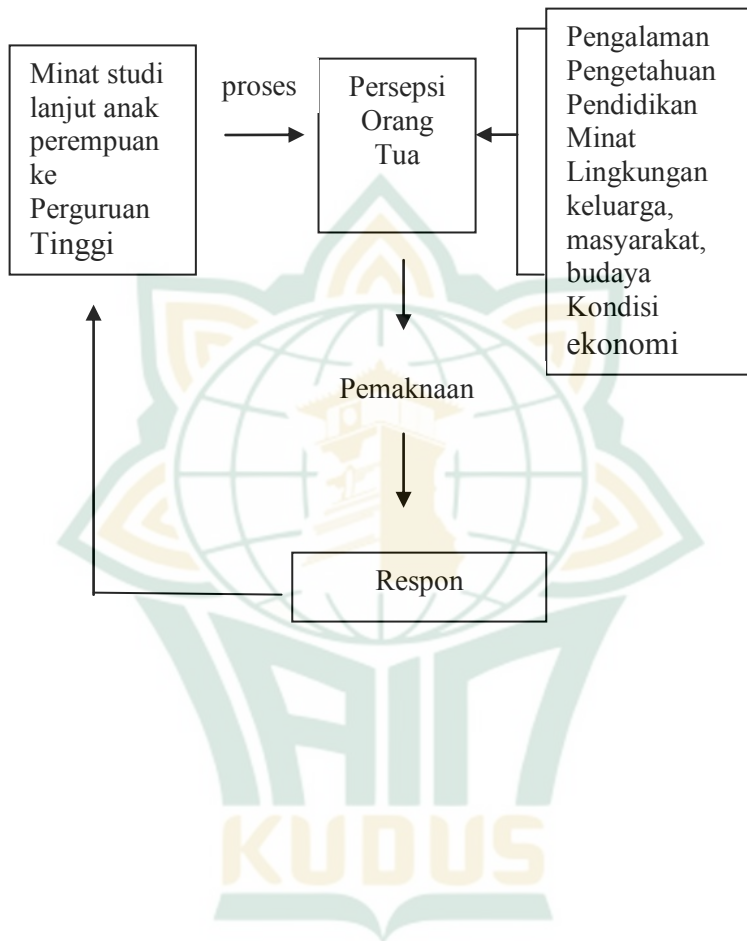 Minat studi
lanjut anak
perempuan
ke
Perguruan
Tinggi
proses
Persepsi
Orang
Tua
Pengalaman
Pengetahuan
Pendidikan
Minat
Lingkungan
keluarga,
masyarakat,
budaya
Kondisi
ekonomi
Pemaknaan
Respon
IAIN
KUDUS